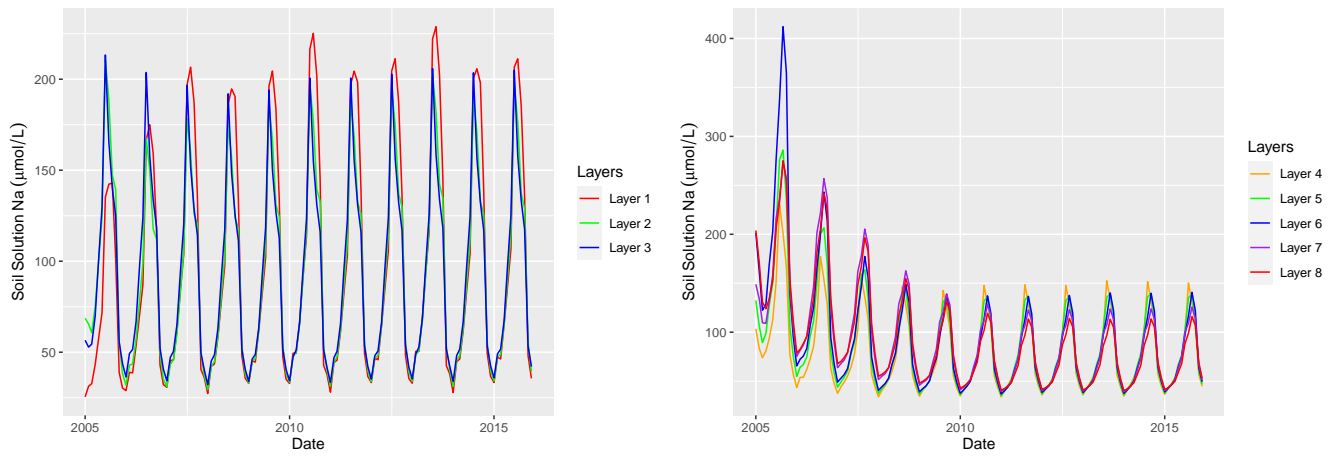 Soil Solution Na (μmol/L)
200
150
100
50
2005
2010
2015
Date
Layers
Layer 1
Layer 2
Layer 3
Soil Solution Na (μmol/L)
400
300
200
100
2005
2010
2015
Date
Layers
Layer 4
Layer 5
Layer 6
Layer 7
Layer 8